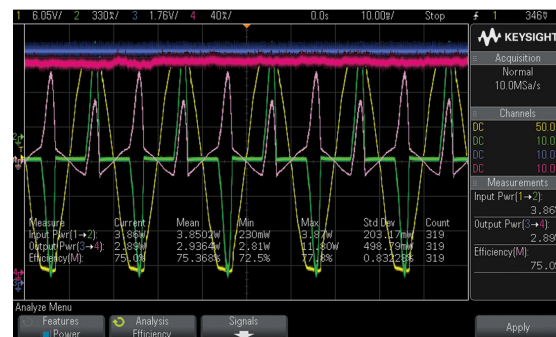 1 6.05V/ 2 330%/ 3 1.76V/ 4 40%/ 0.0s 10.00%/ Stop 1 346%
KEYSIGHT
Acquisition
Normal
10.0MSa/s
Channels
DC 50.0
DC 10.0
DC 10.0
DC 10.0
Measurements
Input Pwr(1→2):
3.86
Output Pwr(3→4):
2.89
Efficiency(M):
75.0
Measure Current Mean Min Max Std Dev Count
Input Pwr(1→2) 3.86W 3.8502W 230mW 3.87W 203.17mW 319
Output Pwr(3→4) 2.89W 2.9364W 2.81W 11.80W 498.79mW 319
Efficiency(M) 75.0% 75.368% 72.5% 77.8% 0.83228% 319
Analyze Menu
Features
Power
Analysis
Efficiency
Signals
Apply